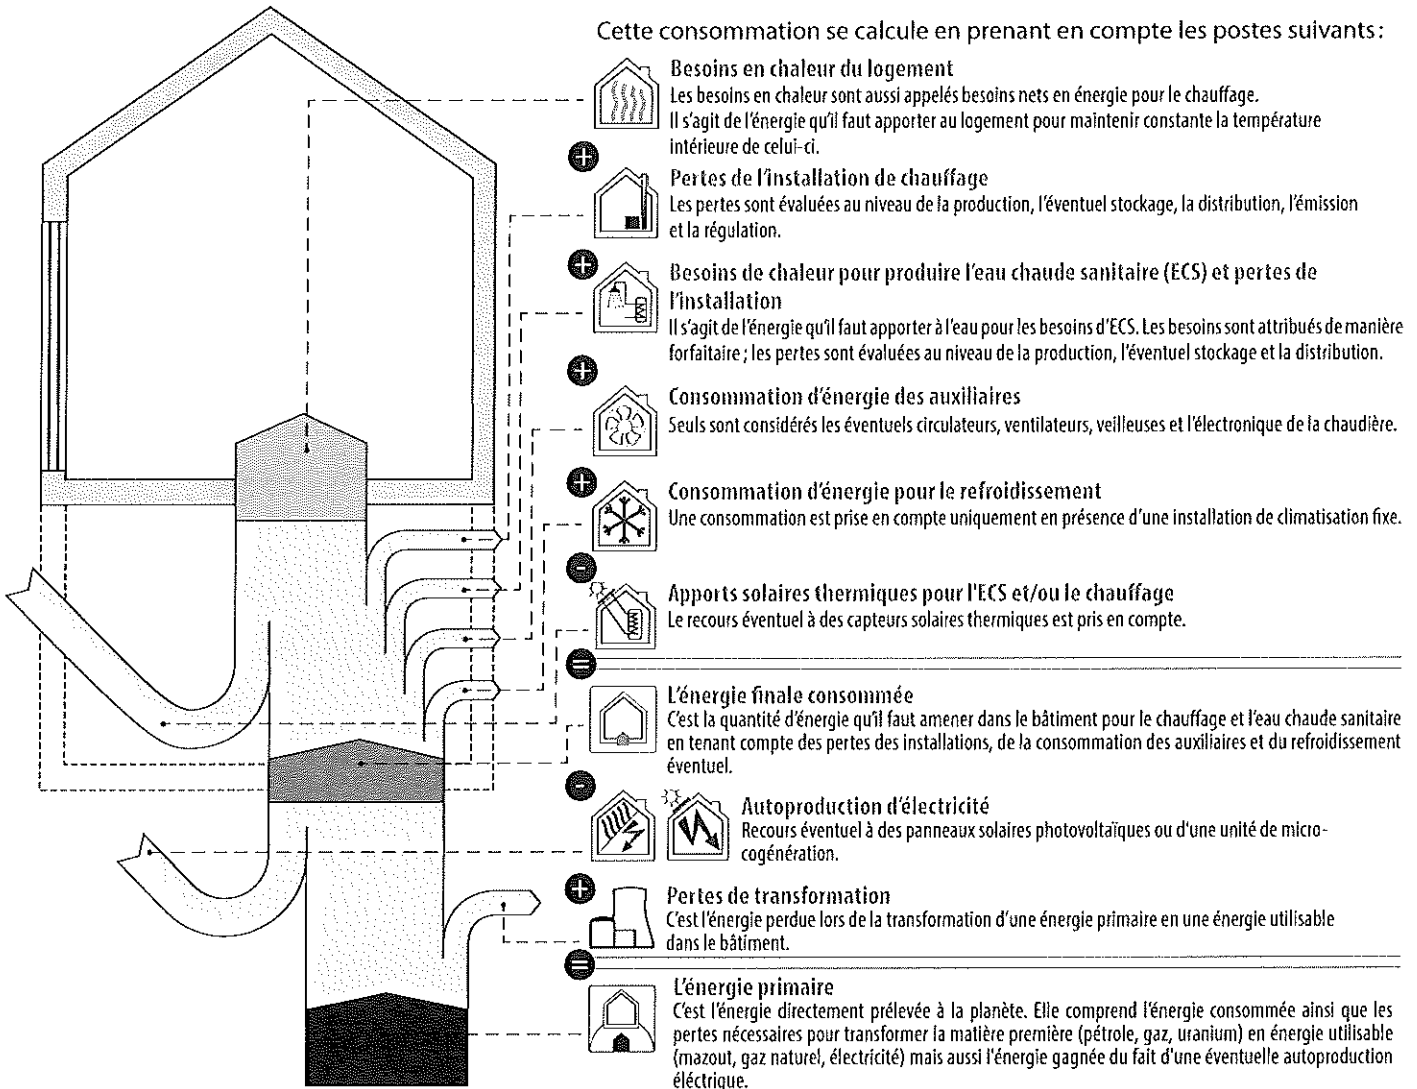 Cette consommation se calcule en prenant en compte les postes suivants:
Besoins en chaleur du logement
Les besoins en chaleur sont aussi appelés besoins nets en énergie pour le chauffage.
Il s'agit de l'énergie qu'il faut apporter au logement pour maintenir constante la température
intérieure de celui-ci.
+
Pertes de l'installation de chauffage
Les pertes sont évaluées au niveau de la production, l'éventuel stockage, la distribution, l'émission
et la régulation.
+
Besoins de chaleur pour produire l'eau chaude sanitaire (ECS) et pertes de
l'installation
Il s'agit de l'énergie qu'il faut apporter à l'eau pour les besoins d'ECS. Les besoins sont attribués de manière
forfaitaire; les pertes sont évaluées au niveau de la production, l'éventuel stockage et la distribution.
+
Consommation d'énergie des auxiliaires
Seuls sont considérés les éventuels circulateurs, ventilateurs, veilleuses et l'électronique de la chaudière.
+
Consommation d'énergie pour le refroidissement
Une consommation est prise en compte uniquement en présence d'une installation de climatisation fixe.
-
Apports solaires thermiques pour l'ECS et/ou le chauffage
Le recours éventuel à des capteurs solaires thermiques est pris en compte.
=
L'énergie finale consommée
C'est la quantité d'énergie qu'il faut amener dans le bâtiment pour le chauffage et l'eau chaude sanitaire
en tenant compte des pertes des installations, de la consommation des auxiliaires et du refroidissement
éventuel.
-
Autoproduction d'électricité
Recours éventuel à des panneaux solaires photovoltaïques ou d'une unité de micro-
cogénération.
+
Pertes de transformation
C'est l'énergie perdue lors de la transformation d'une énergie primaire en une énergie utilisable
dans le bâtiment.
=
L'énergie primaire
C'est l'énergie directement prélevée à la planète. Elle comprend l'énergie consommée ainsi que les
pertes nécessaires pour transformer la matière première (pétrole, gaz, uranium) en énergie utilisable
(mazout, gaz naturel, électricité) mais aussi l'énergie gagnée du fait d'une éventuelle autoproduction
éléctrique.